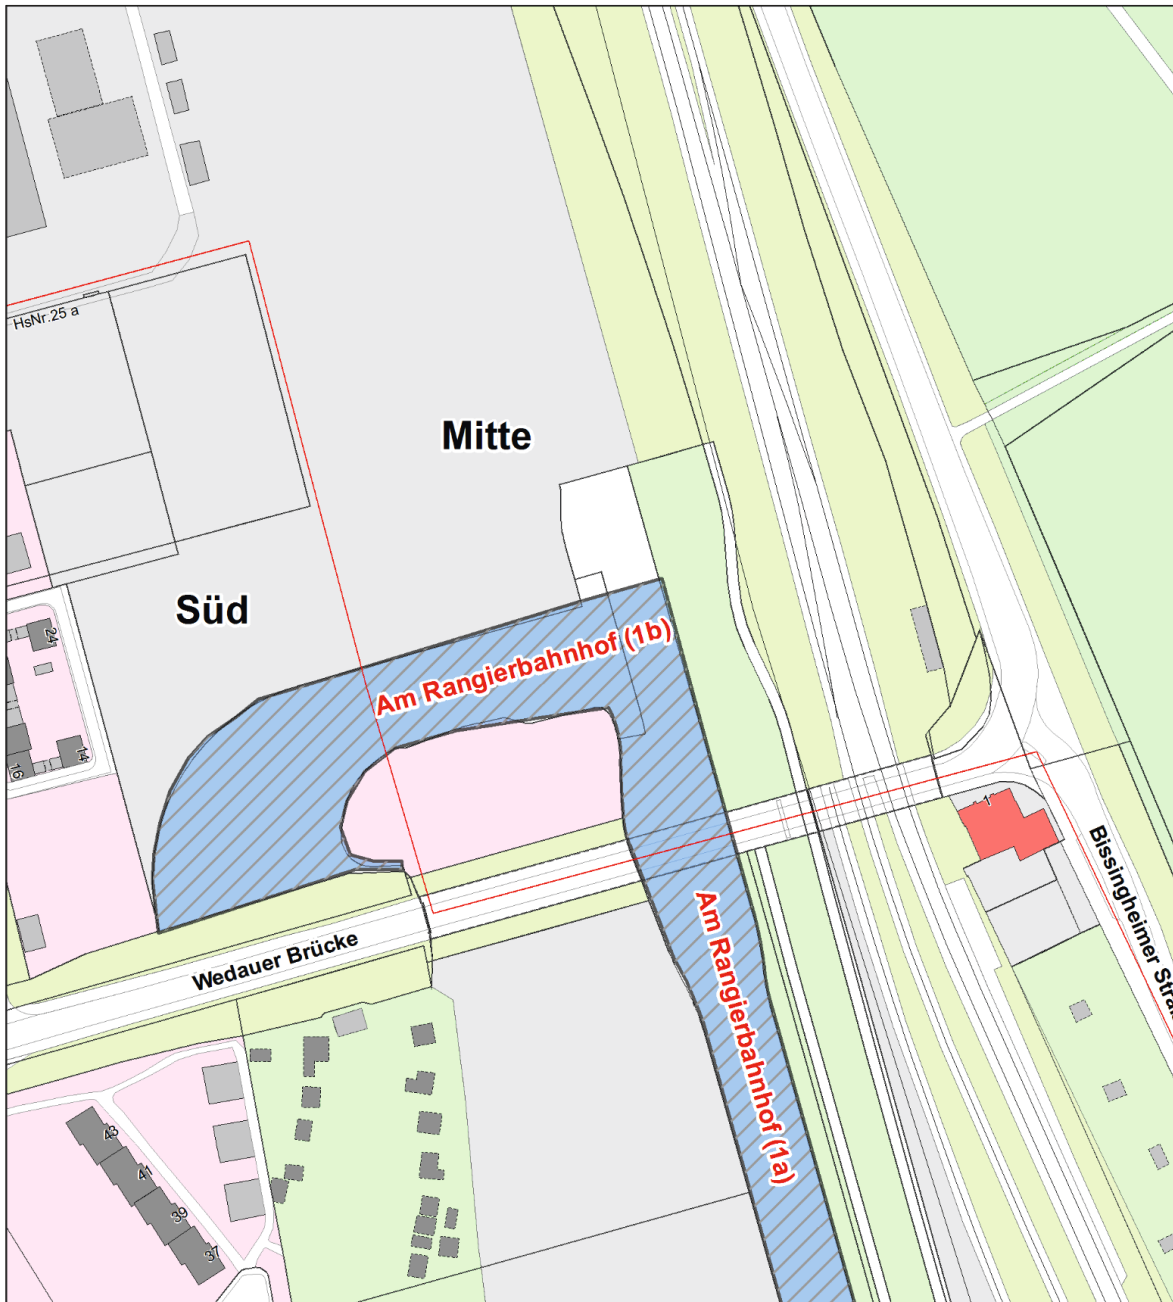 HsNr.25 a
Mitte
Süd
24
14
16
Am Rangierbahnhof (1b)
1
Bissingheimer Straß
Wedauer Brücke
Am Rangierbahnhof (1a)
43
41
39
37